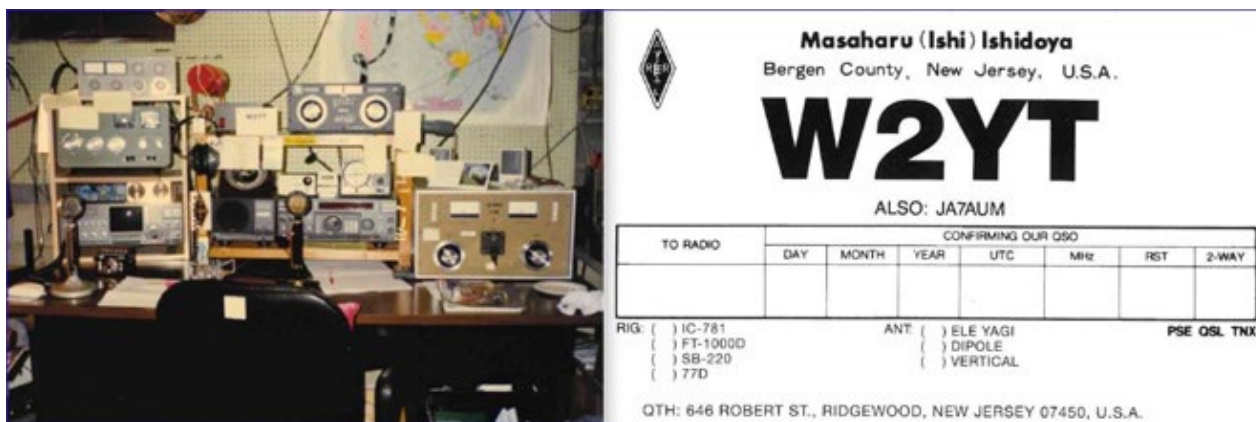 W2YT
Masaharu (Ishi) Ishidoya
Bergen County, New Jersey, U.S.A.
W2YT
ALSO: JA7AUM
TO RADIO
CONFIRMING OUR QSO
DAY MONTH YEAR UTC MHz RST 2-WAY
RIG: ( ) IC-781 ANT: ( ) ELE YAGI PSE QSL TNX
( ) FT-1000D ( ) DIPOLE
( ) SB-220 ( ) VERTICAL
( ) 77D
QTH: 646 ROBERT ST., RIDGEWOOD, NEW JERSEY 07450, U.S.A.